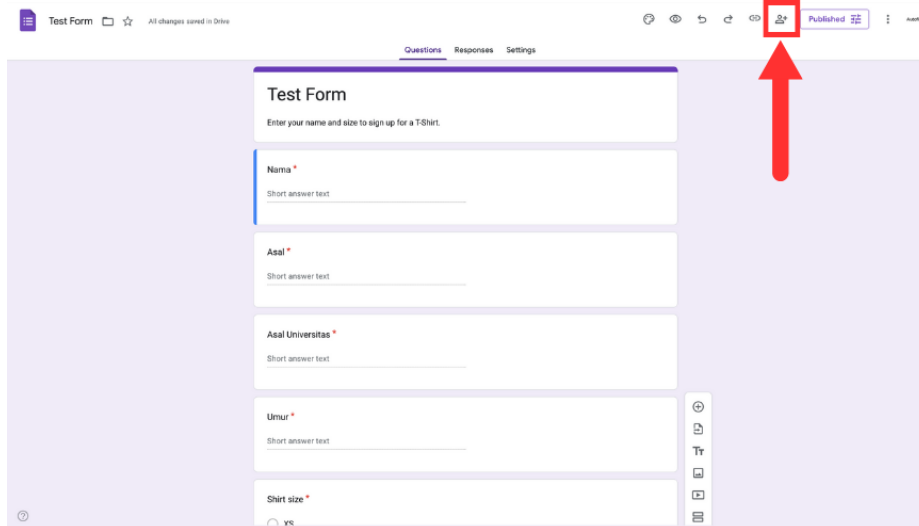 Test Form
All changes saved in Drive
Published
Questions Responses Settings
Test Form
Enter your name and size to sign up for a T-Shirt.
Nama *
Short answer text
Asal *
Short answer text
Asal Universitas *
Short answer text
Umur *
Short answer text
Tт
Shirt size *
XS